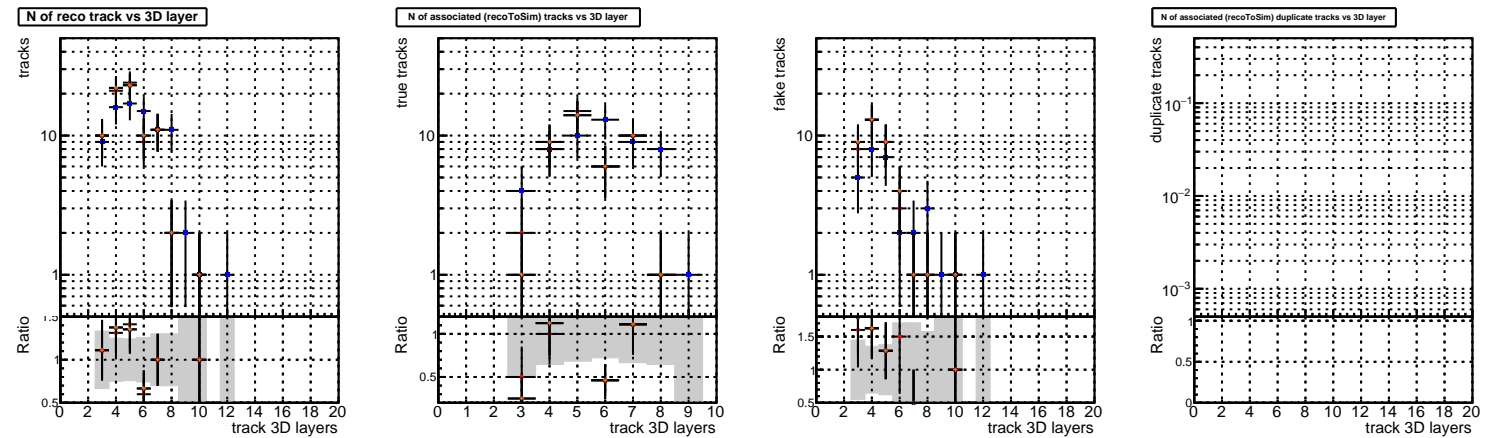 N of reco track vs 3D layer
tracks
10
1
Ratio
1.5
1
0.5
0 2 4 6 8 10 12 14 16 18 20
track 3D layers
N of associated (recoToSim) tracks vs 3D layer
true tracks
10
1
Ratio
1
0.5
0 1 2 3 4 5 6 7 8 9 10
track 3D layers
fake tracks
10
1
Ratio
1.5
1
0.5
0 2 4 6 8 10 12 14 16 18 20
track 3D layers
N of associated (recoToSim) duplicate tracks vs 3D layer
duplicate tracks
10⁻¹
10⁻²
10⁻³
Ratio
1
0.5
0
0 2 4 6 8 10 12 14 16 18 20
track 3D layers